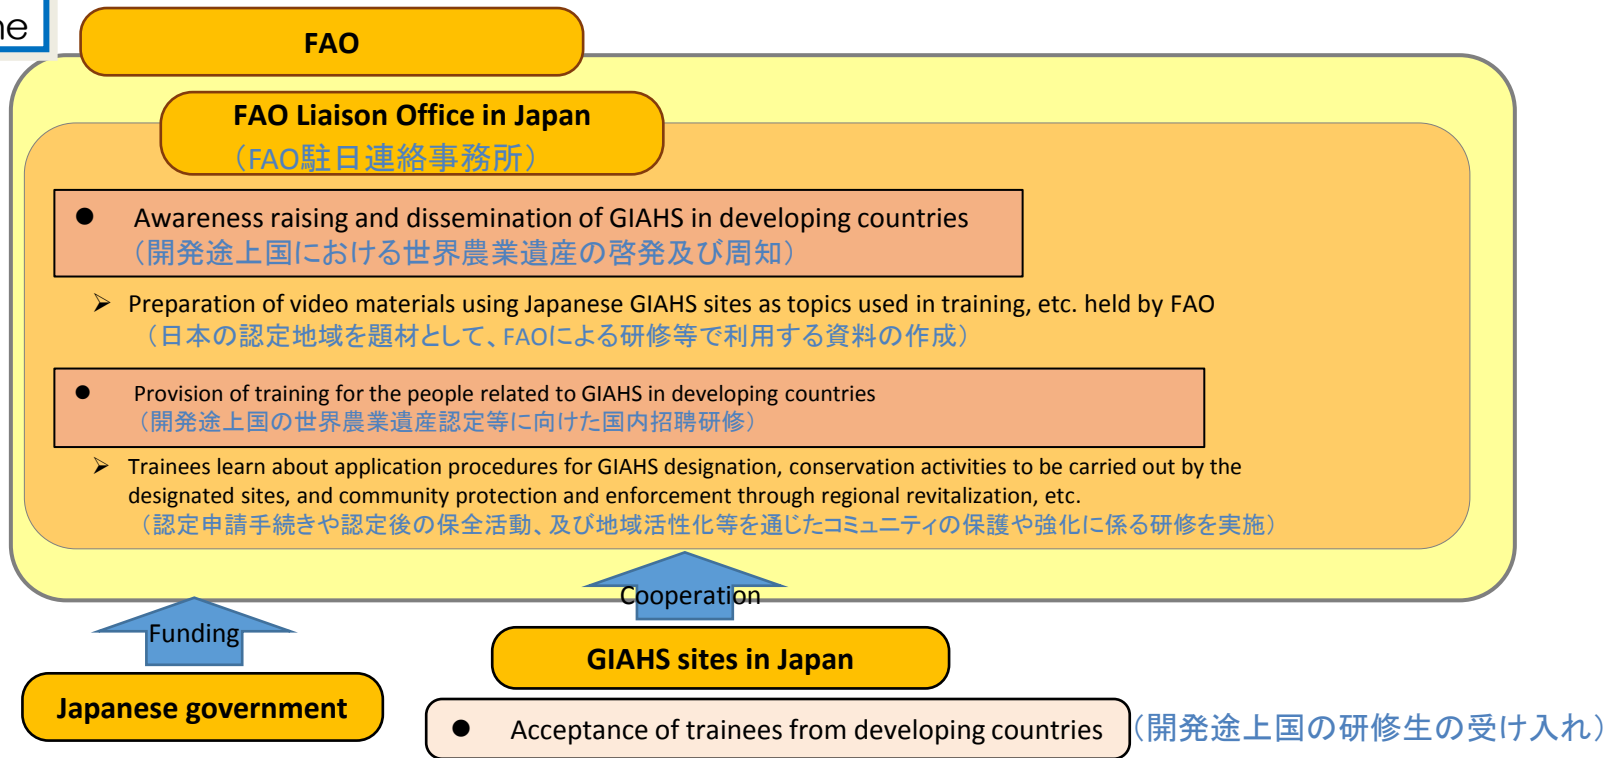 FAO
FAO Liaison Office in Japan
（FAO駐日連絡事務所）
● Awareness raising and dissemination of GIAHS in developing countries
（開発途上国における世界農業遺産の啓発及び周知）
➢ Preparation of video materials using Japanese GIAHS sites as topics used in training, etc. held by FAO
（日本の認定地域を題材として、FAOによる研修等で利用する資料の作成）
● Provision of training for the people related to GIAHS in developing countries
（開発途上国の世界農業遺産認定等に向けた国内招聘研修）
➢ Trainees learn about application procedures for GIAHS designation, conservation activities to be carried out by the
designated sites, and community protection and enforcement through regional revitalization, etc.
（認定申請手続きや認定後の保全活動、及び地域活性化等を通じたコミュニティの保護や強化に係る研修を実施）
Cooperation
Funding
GIAHS sites in Japan
Japanese government
● Acceptance of trainees from developing countries （開発途上国の研修生の受け入れ）